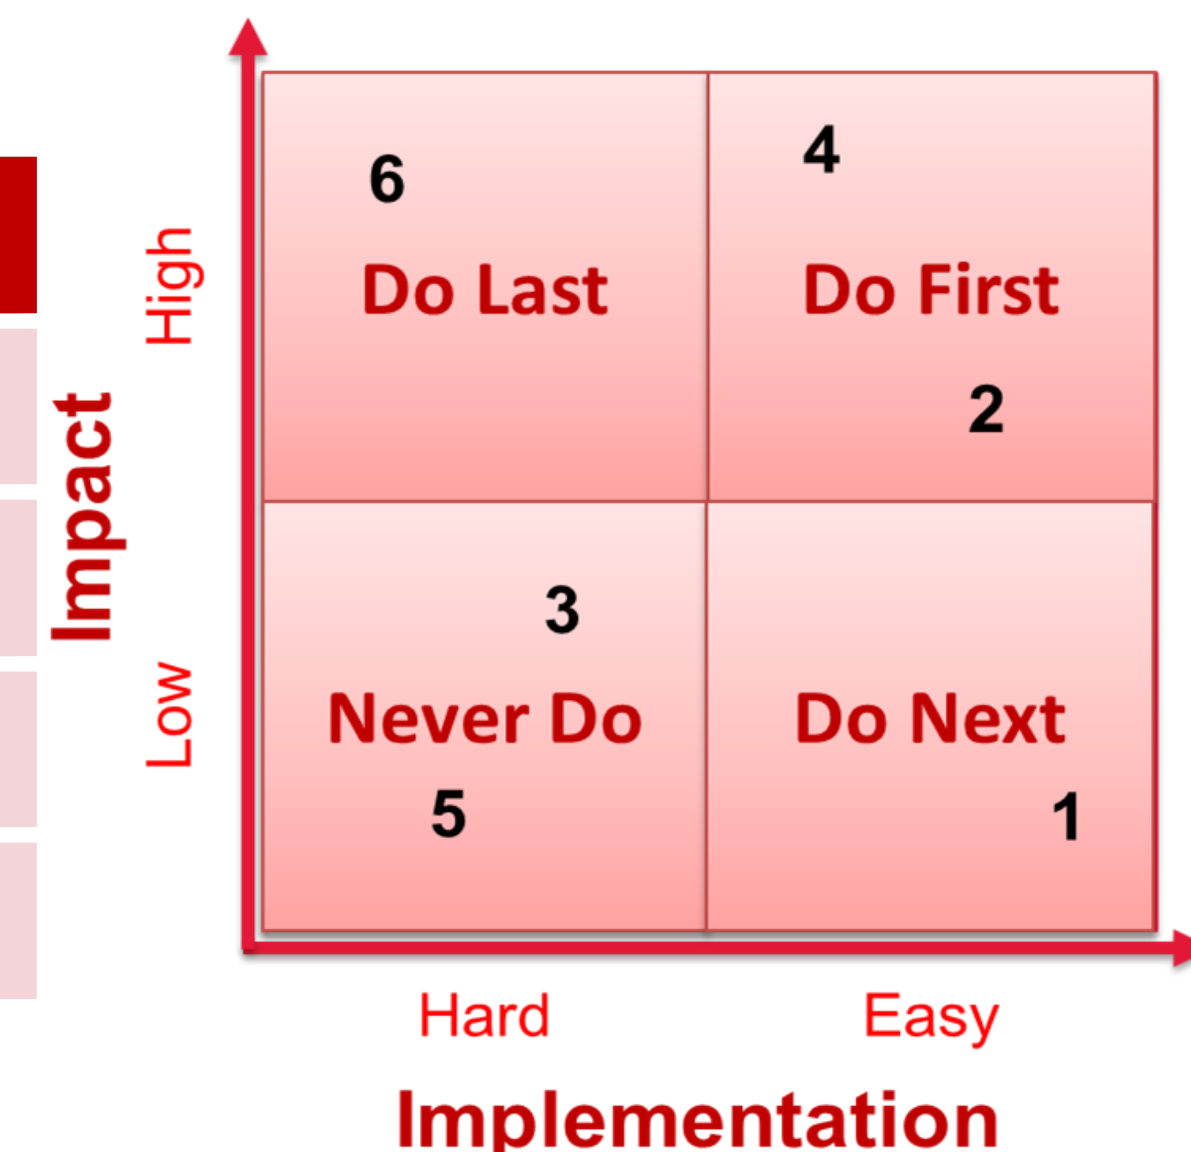 6
4
Do Last
Do First
2
High
Impact
3
Never Do
Do Next
Low
5
1
Hard
Easy
Implementation